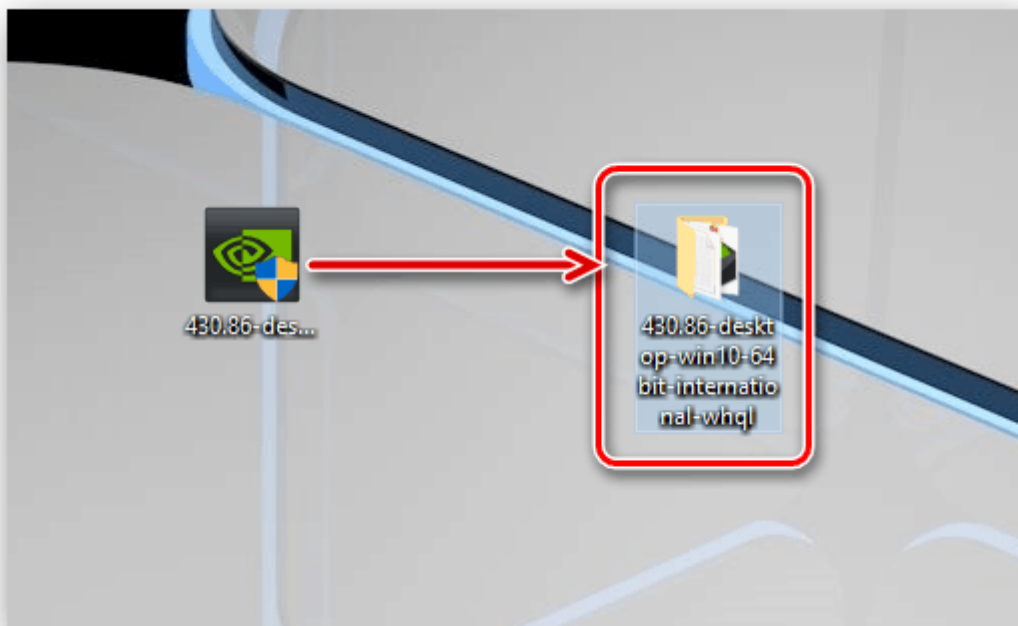 430.86-des...
430.86-deskt
op-win10-64
bit-internatio
nal-whql